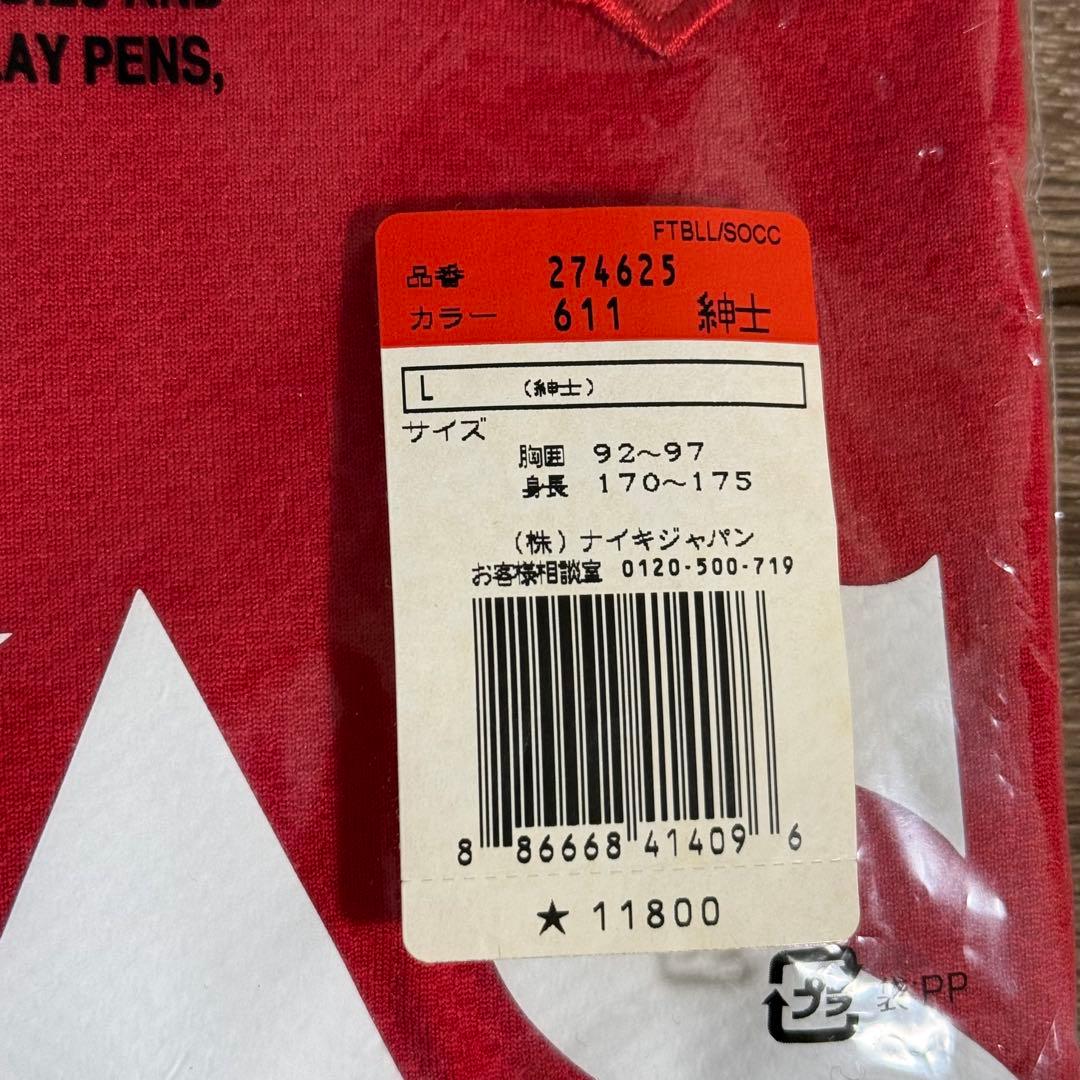 AND
AY PENS,
FTBLL/SOCC
品番 274625
カラー 611 紳士
L (紳士)
サイズ
胸囲 92~97
身長 170~175
(株)ナイキジャパン
お客様相談室 0120-500-719
8 86668 41409 6
★11800
プラ 袋:PP